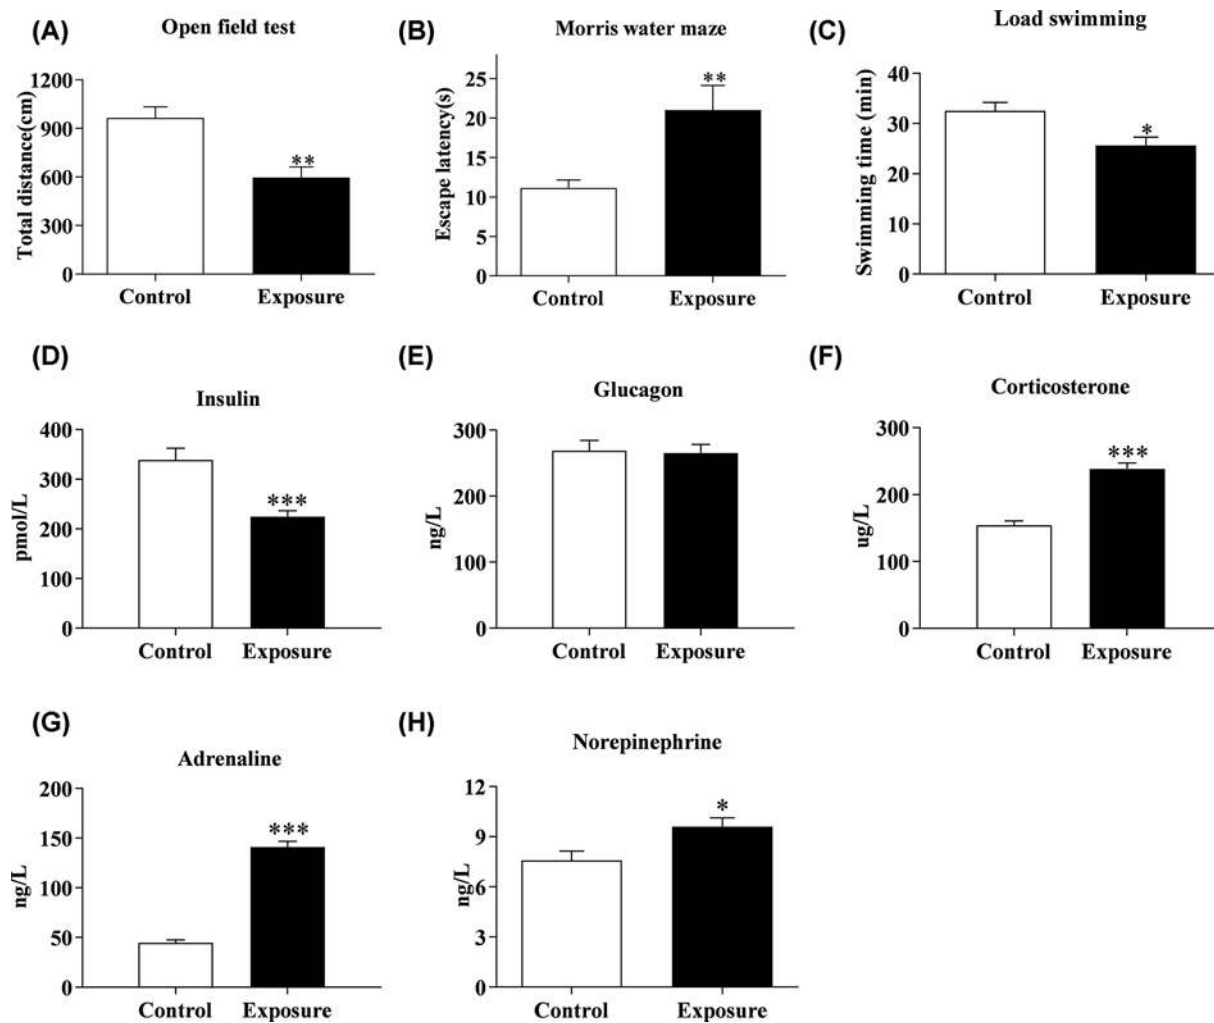 (A)
Open field test
Total distance(cm)
1200
900
600
300
0
**
Control Exposure
(B)
Morris water maze
Escape latency(s)
25
20
15
10
5
0
**
Control Exposure
(C)
Load swimming
Swimming time (min)
40
30
20
10
0
*
Control Exposure
(D)
Insulin
pmol/L
400
300
200
100
0
***
Control Exposure
(E)
Glucagon
ng/L
300
200
100
0
Control Exposure
(F)
Corticosterone
ug/L
300
200
100
0
***
Control Exposure
(G)
Adrenaline
ng/L
200
150
100
50
0
***
Control Exposure
(H)
Norepinephrine
ng/L
12
9
6
3
0
*
Control Exposure